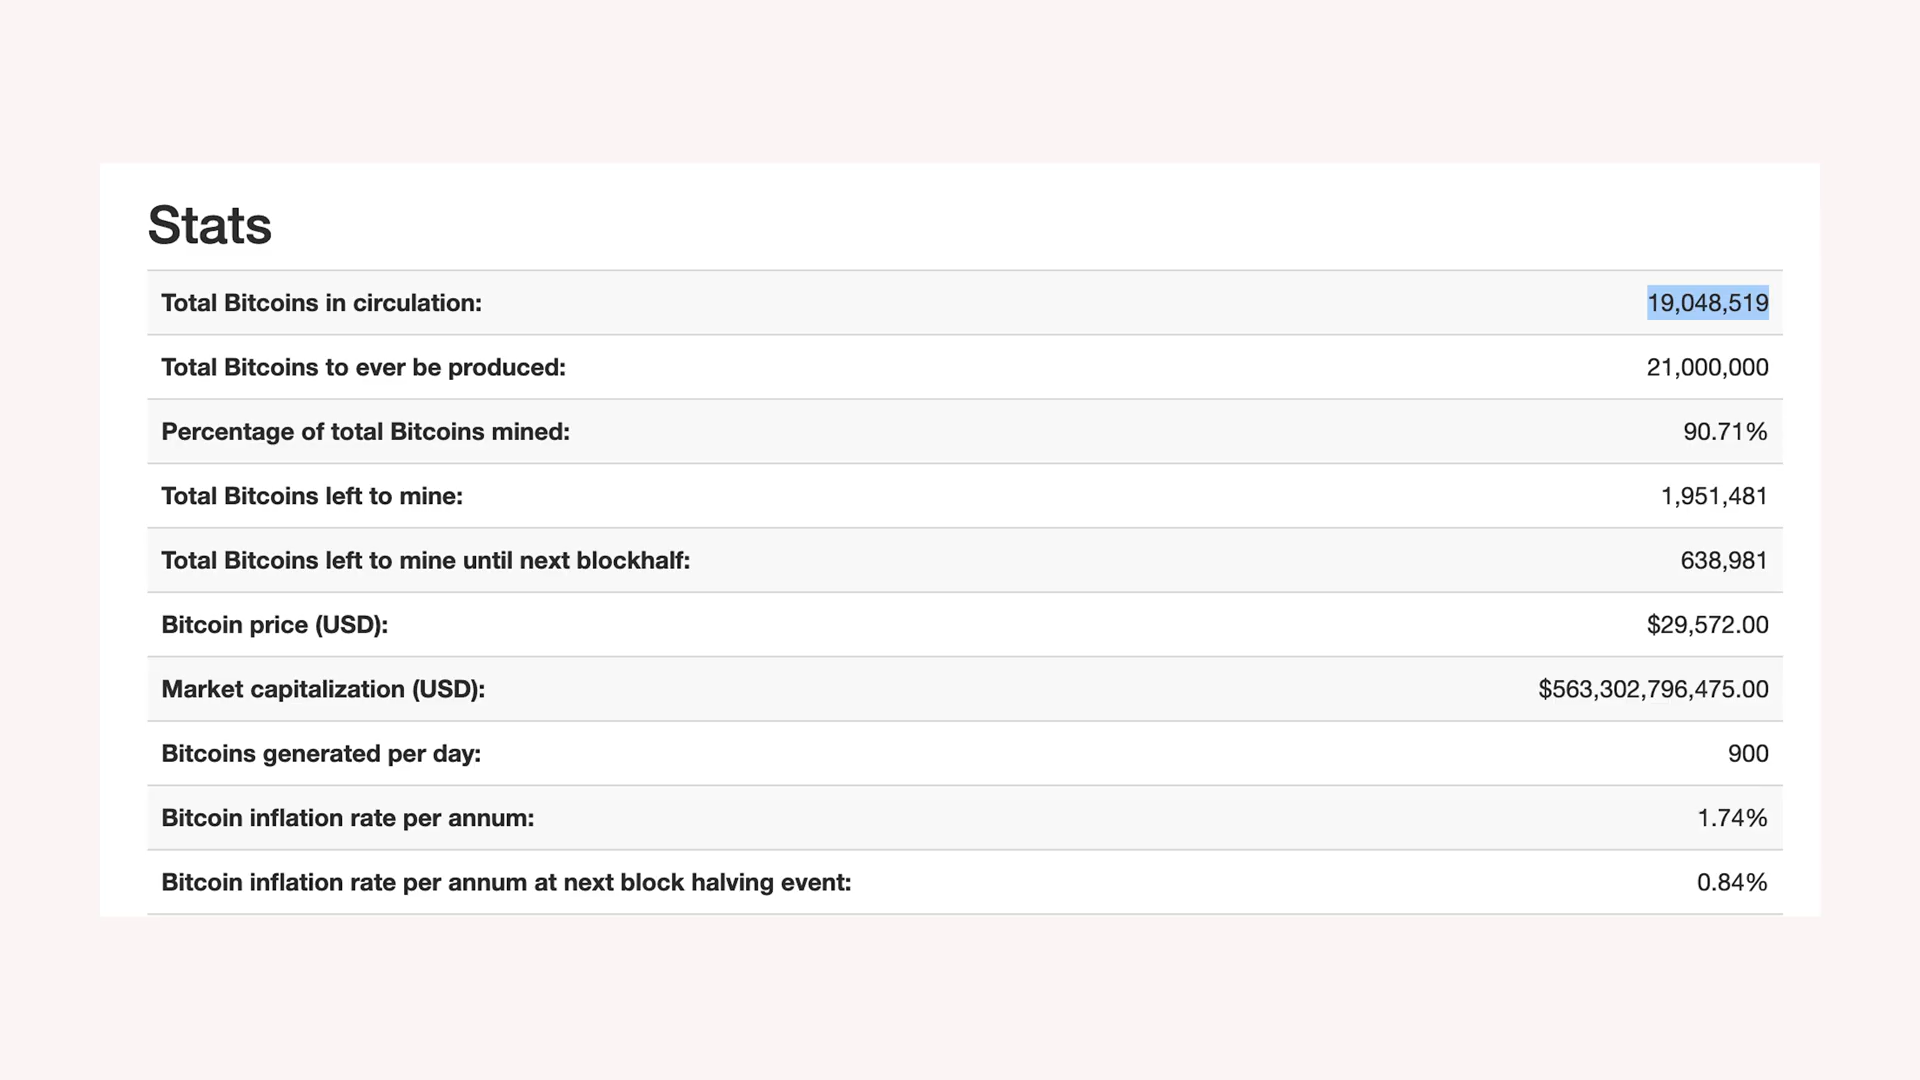 Stats
Total Bitcoins in circulation: 19,048,519
Total Bitcoins to ever be produced: 21,000,000
Percentage of total Bitcoins mined: 90.71%
Total Bitcoins left to mine: 1,951,481
Total Bitcoins left to mine until next blockhalf: 638,981
Bitcoin price (USD): $29,572.00
Market capitalization (USD): $563,302,796,475.00
Bitcoins generated per day: 900
Bitcoin inflation rate per annum: 1.74%
Bitcoin inflation rate per annum at next block halving event: 0.84%